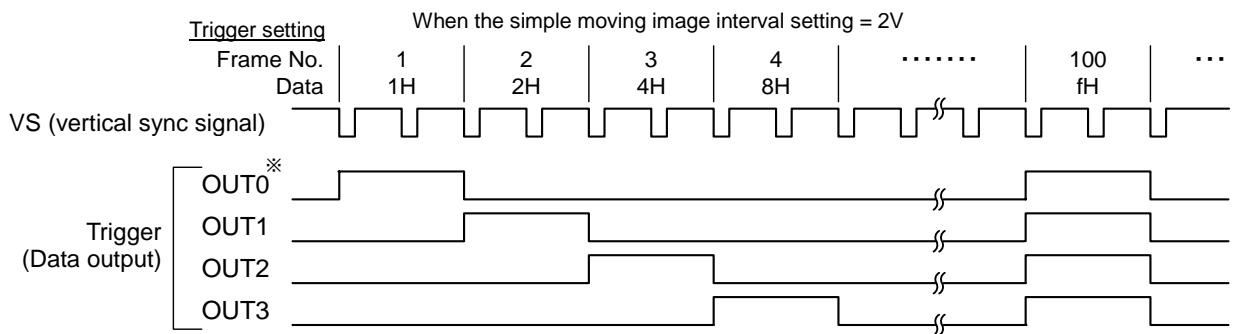 When the simple moving image interval setting = 2V
Trigger setting
Frame No. 1 2 3 4 ······· 100 ···
Data 1H 2H 4H 8H fH
VS (vertical sync signal)
OUT0※
OUT1
Trigger
(Data output)
OUT2
OUT3